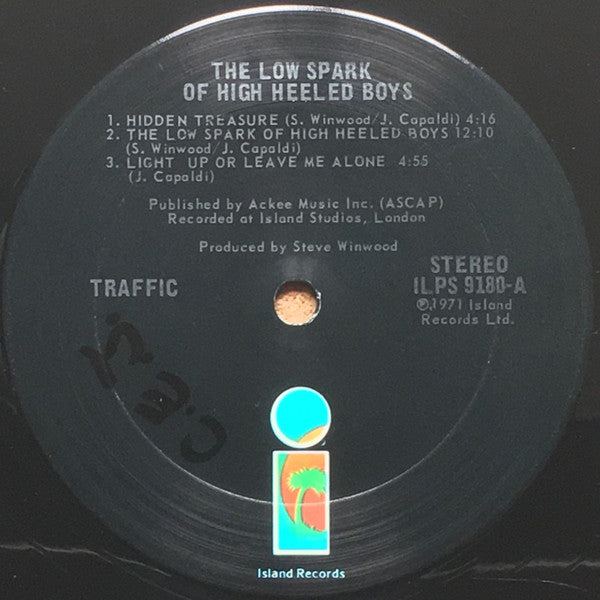 THE LOW SPARK
OF HIGH HEELED BOYS
1. HIDDEN TREASURE (S. Winwood/J. Capaldi) 4:16
2. THE LOW SPARK OF HIGH HEELED BOYS 12:10
(S. Winwood/J. Capaldi)
3. LIGHT UP OR LEAVE ME ALONE 4:55
(J. Capaldi)
Published by Ackee Music Inc. (ASCAP)
Recorded at Island Studios, London
Produced by Steve Winwood
TRAFFIC
STEREO
ILPS 9180-A
℗1971 Island
Records Ltd.
Island Records